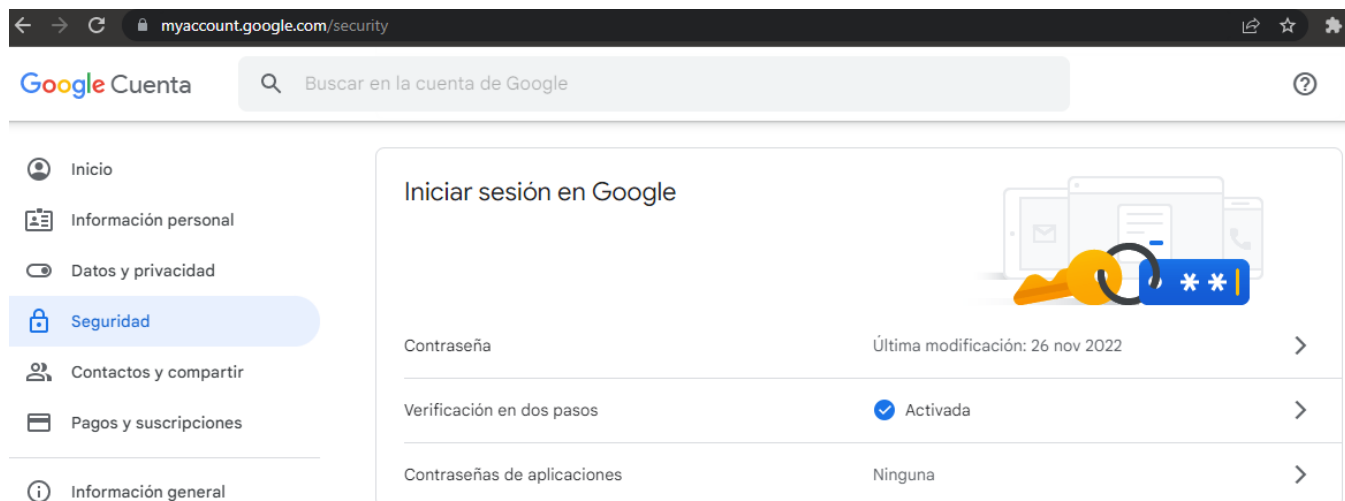 myaccount.google.com/security
Google Cuenta
Buscar en la cuenta de Google
Inicio
Información personal
Datos y privacidad
Seguridad
Contactos y compartir
Pagos y suscripciones
Información general
Iniciar sesión en Google
**
Contraseña Última modificación: 26 nov 2022
Verificación en dos pasos Activada
Contraseñas de aplicaciones Ninguna